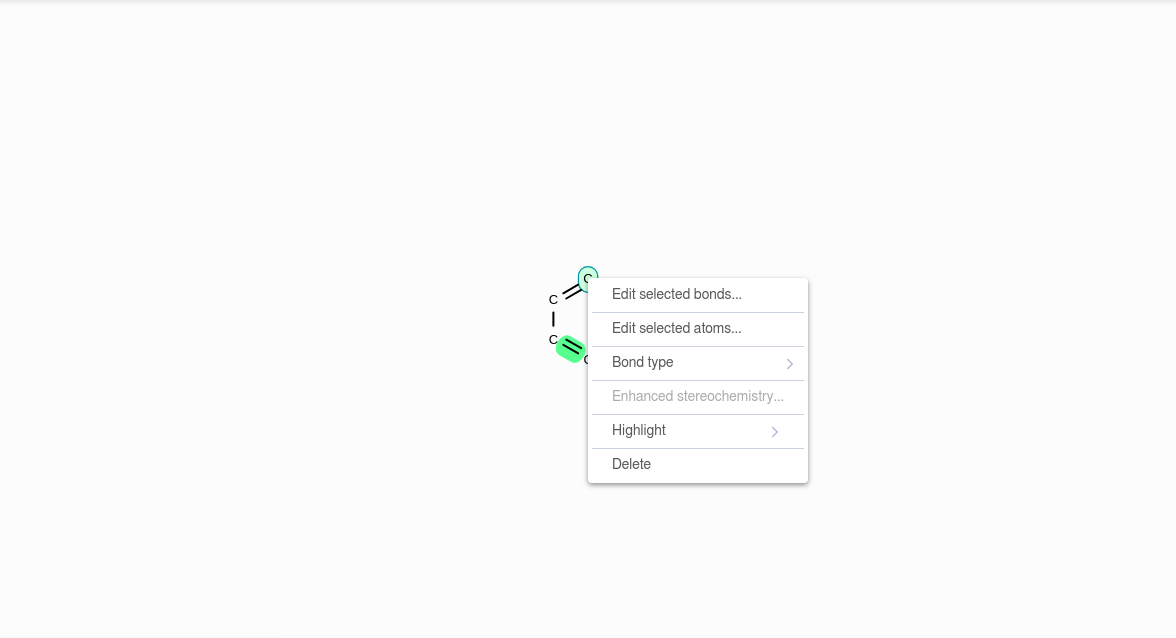 C
C
Edit selected bonds...
Edit selected atoms...
C
Bond type
Enhanced stereochemistry...
Highlight
Delete